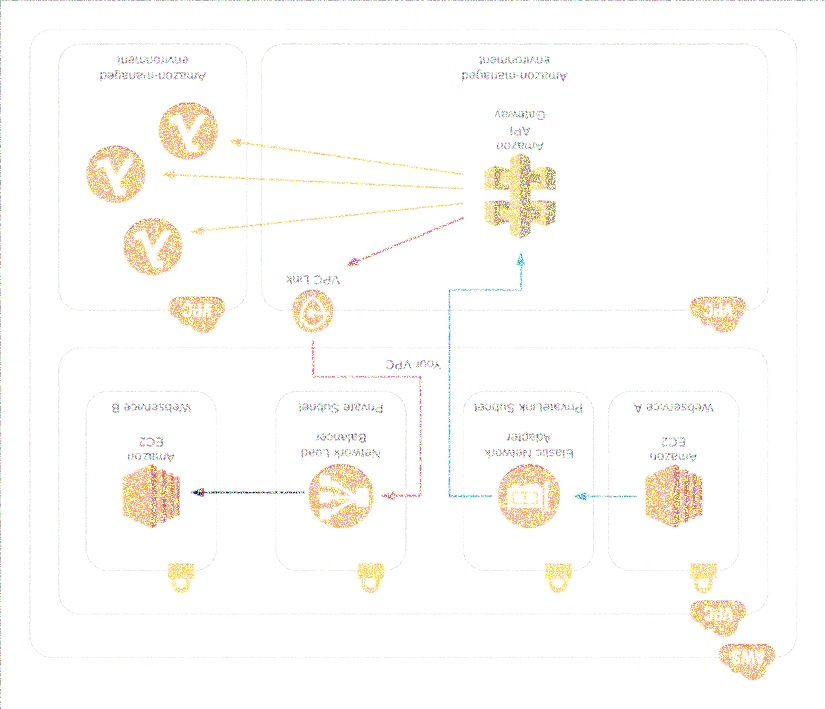 AWS
VPC
Webservice A
Amazon
EC2
PrivateLink Subnet
Elastic Network
Adapter
Private Subnet
Network Load
Balancer
Webservice B
Amazon
EC2
Your VPC
VPC
VPC
VPC Link
Amazon
API
Gateway
Amazon-managed
environment
Amazon-managed
environment